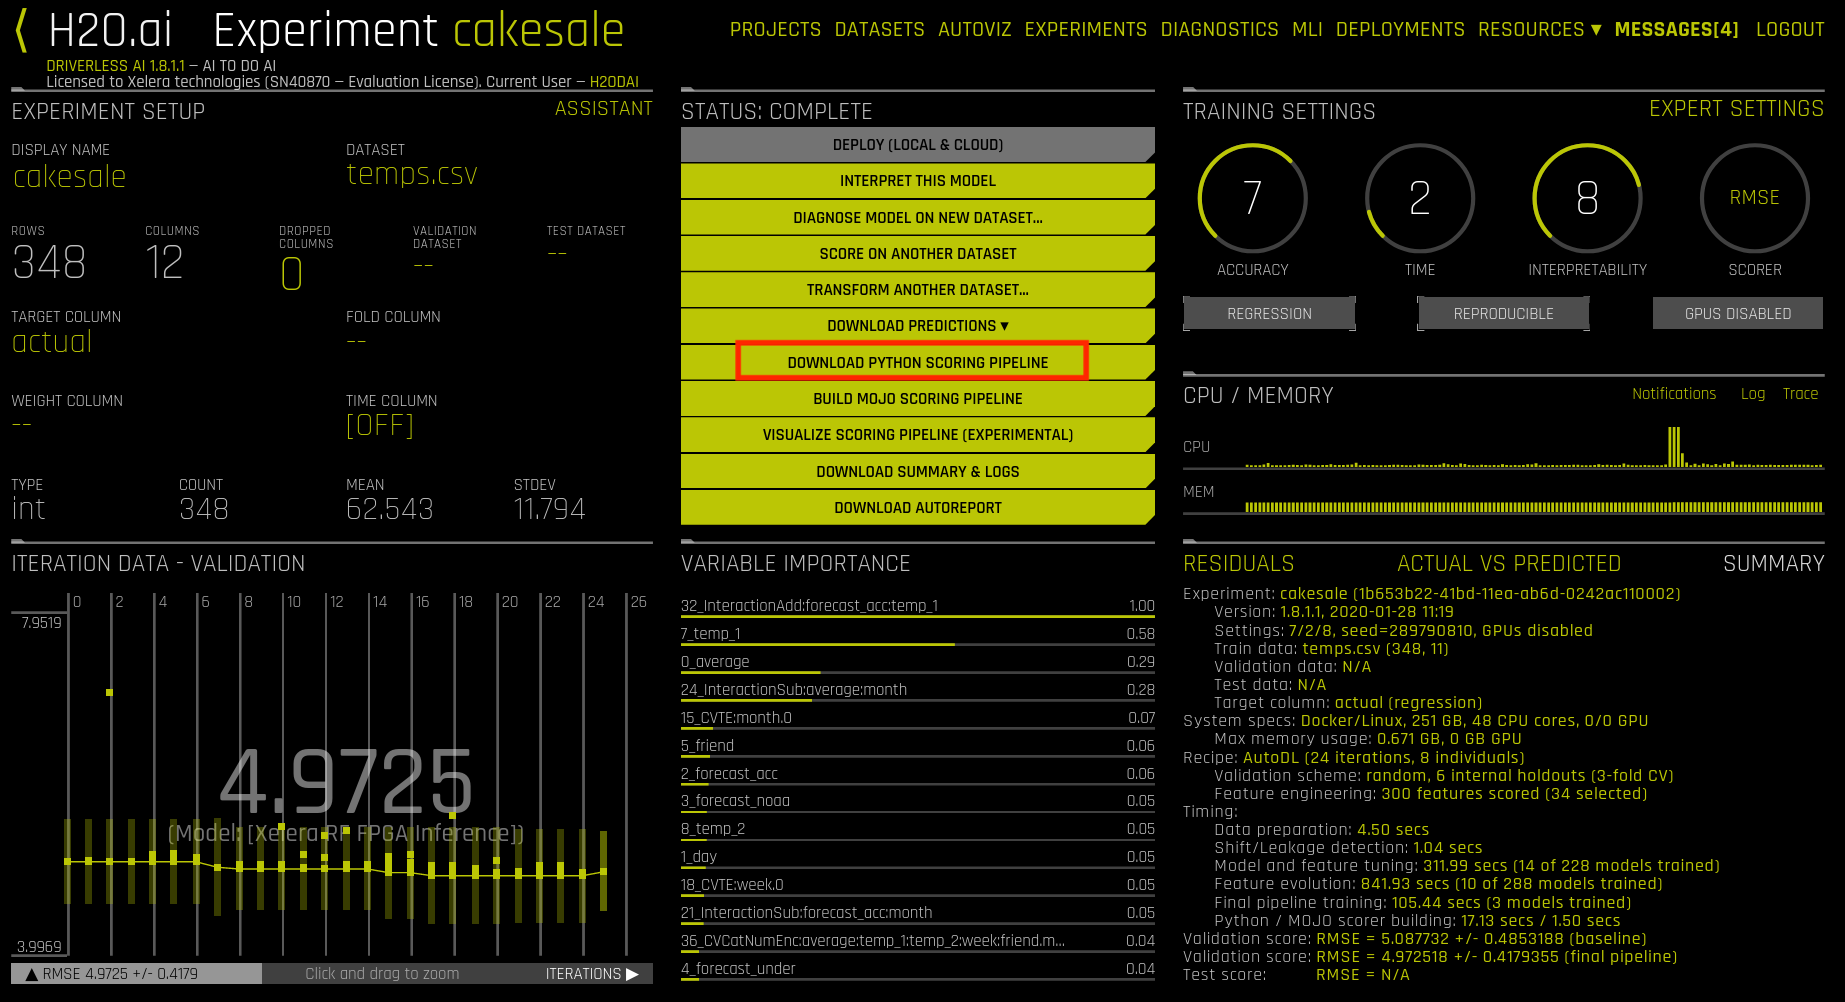 H2O.ai Experiment cakesale
PROJECTS DATASETS AUTOVIZ EXPERIMENTS DIAGNOSTICS MLI DEPLOYMENTS RESOURCES ▾ MESSAGES[4] LOGOUT
DRIVERLESS AI 1.8.1.1 – AI TO DO AI
Licensed to Xelera technologies (SN40870 – Evaluation License). Current User – H2ODAI
EXPERIMENT SETUP ASSISTANT
DISPLAY NAME DATASET
cakesale temps.csv
ROWS COLUMNS DROPPED COLUMNS VALIDATION DATASET TEST DATASET
348 12 0 -- --
TARGET COLUMN FOLD COLUMN
actual --
WEIGHT COLUMN TIME COLUMN
-- [OFF]
TYPE COUNT MEAN STDEV
int 348 62.543 11.794
STATUS: COMPLETE
DEPLOY (LOCAL & CLOUD)
INTERPRET THIS MODEL
DIAGNOSE MODEL ON NEW DATASET...
SCORE ON ANOTHER DATASET
TRANSFORM ANOTHER DATASET...
DOWNLOAD PREDICTIONS ▾
DOWNLOAD PYTHON SCORING PIPELINE
BUILD MOJO SCORING PIPELINE
VISUALIZE SCORING PIPELINE (EXPERIMENTAL)
DOWNLOAD SUMMARY & LOGS
DOWNLOAD AUTOREPORT
TRAINING SETTINGS EXPERT SETTINGS
7 2 8 RMSE
ACCURACY TIME INTERPRETABILITY SCORER
REGRESSION REPRODUCIBLE GPUS DISABLED
CPU / MEMORY Notifications Log Trace
CPU
MEM
ITERATION DATA - VALIDATION
0 2 4 6 8 10 12 14 16 18 20 22 24 26
7.9519
4.9725
(Model: [Xelera RF FPGA Inference])
3.9969
▲ RMSE 4.9725 +/- 0.4179 Click and drag to zoom ITERATIONS ▶
VARIABLE IMPORTANCE
32_InteractionAdd:forecast_acc:temp_1 1.00
7_temp_1 0.58
0_average 0.29
24_InteractionSub:average:month 0.28
15_CVTE:month.0 0.07
5_friend 0.06
2_forecast_acc 0.06
3_forecast_noaa 0.05
8_temp_2 0.05
1_day 0.05
18_CVTE:week.0 0.05
21_InteractionSub:forecast_acc:month 0.05
36_CVCatNumEnc:average:temp_1:temp_2:week:friend.m... 0.04
4_forecast_under 0.04
RESIDUALS ACTUAL VS PREDICTED SUMMARY
Experiment: cakesale (1b653b22-41bd-11ea-ab6d-0242ac110002)
Version: 1.8.1.1, 2020-01-28 11:19
Settings: 7/2/8, seed=289790810, GPUs disabled
Train data: temps.csv (348, 11)
Validation data: N/A
Test data: N/A
Target column: actual (regression)
System specs: Docker/Linux, 251 GB, 48 CPU cores, 0/0 GPU
Max memory usage: 0.671 GB, 0 GB GPU
Recipe: AutoDL (24 iterations, 8 individuals)
Validation scheme: random, 6 internal holdouts (3-fold CV)
Feature engineering: 300 features scored (34 selected)
Timing:
Data preparation: 4.50 secs
Shift/Leakage detection: 1.04 secs
Model and feature tuning: 311.99 secs (14 of 228 models trained)
Feature evolution: 841.93 secs (10 of 288 models trained)
Final pipeline training: 105.44 secs (3 models trained)
Python / MOJO scorer building: 17.13 secs / 1.50 secs
Validation score: RMSE = 5.087732 +/- 0.4853188 (baseline)
Validation score: RMSE = 4.972518 +/- 0.4179355 (final pipeline)
Test score: RMSE = N/A